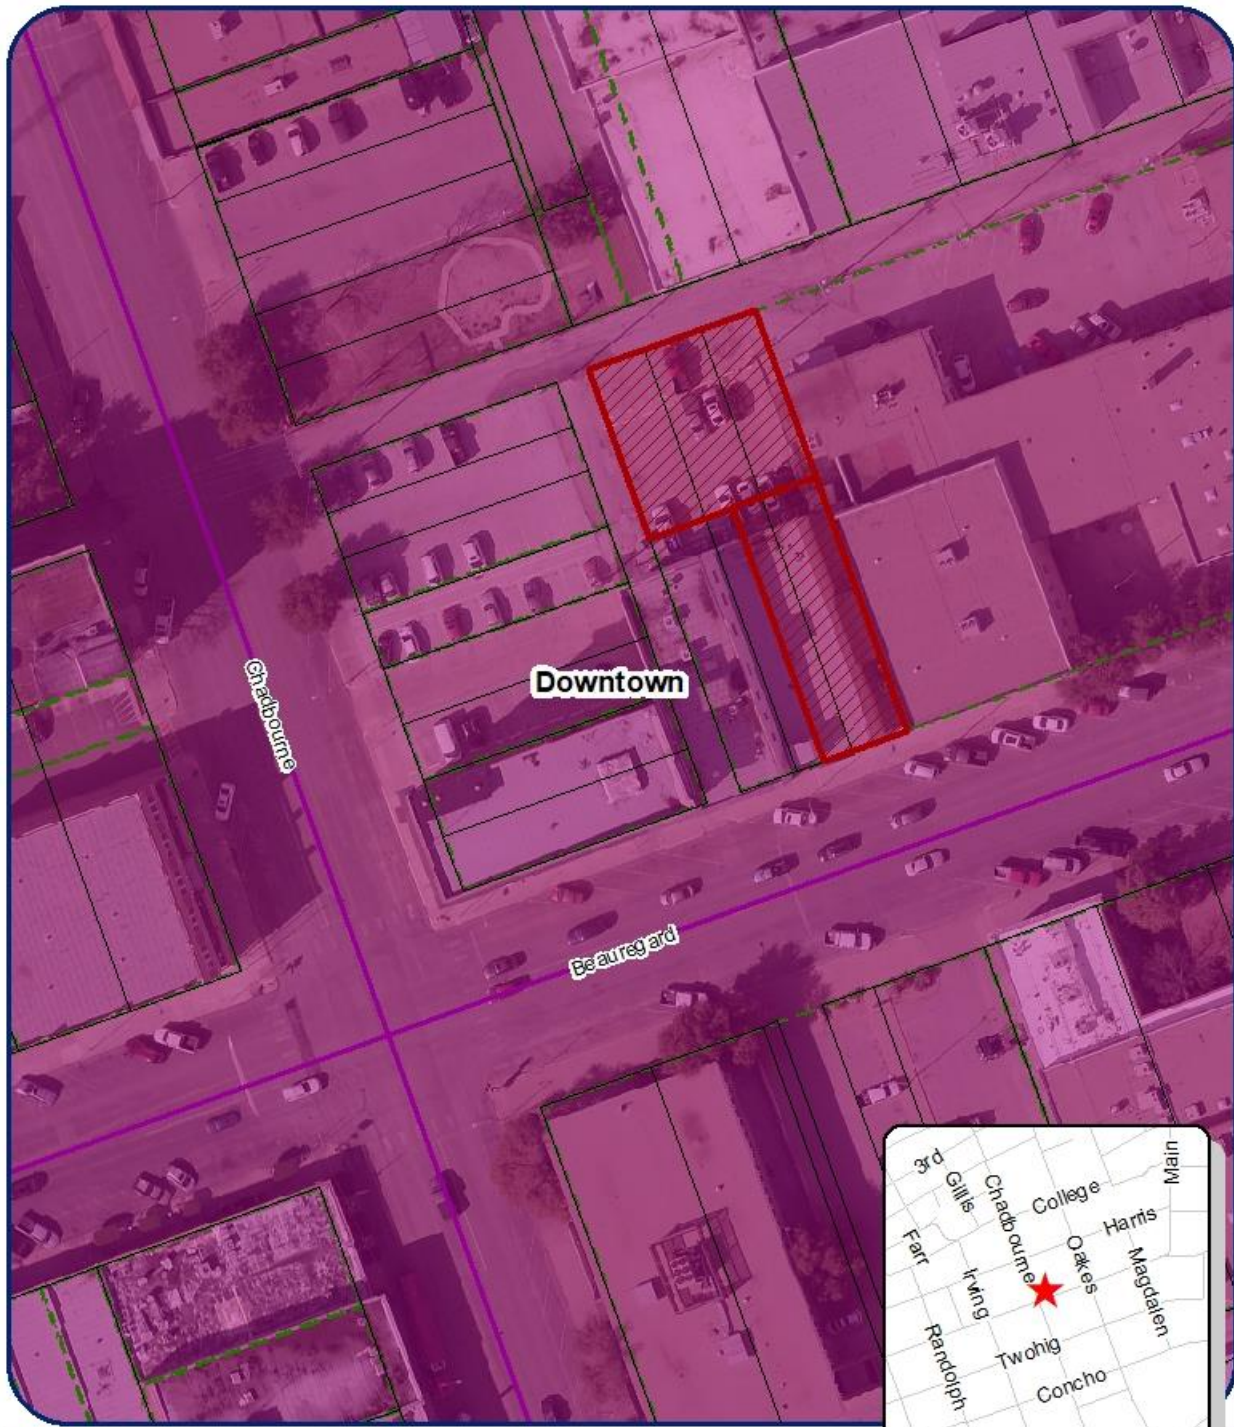 Downtown
Chadbourne
Beauregard
3rd
Gillis
Chadbourne
College
Main
Harris
Farr
Irving
Oakes
Magdalen
Randolph
Twohig
Concho